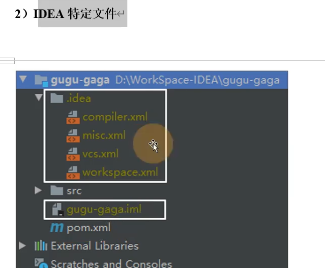 2）IDEA 特定文件↵
gugu-gaga D:\WorkSpace-IDEA\gugu-gaga
.idea
compiler.xml
misc.xml
vcs.xml
workspace.xml
src
gugu-gaga.iml
m pom.xml
External Libraries
Scratches and Consoles